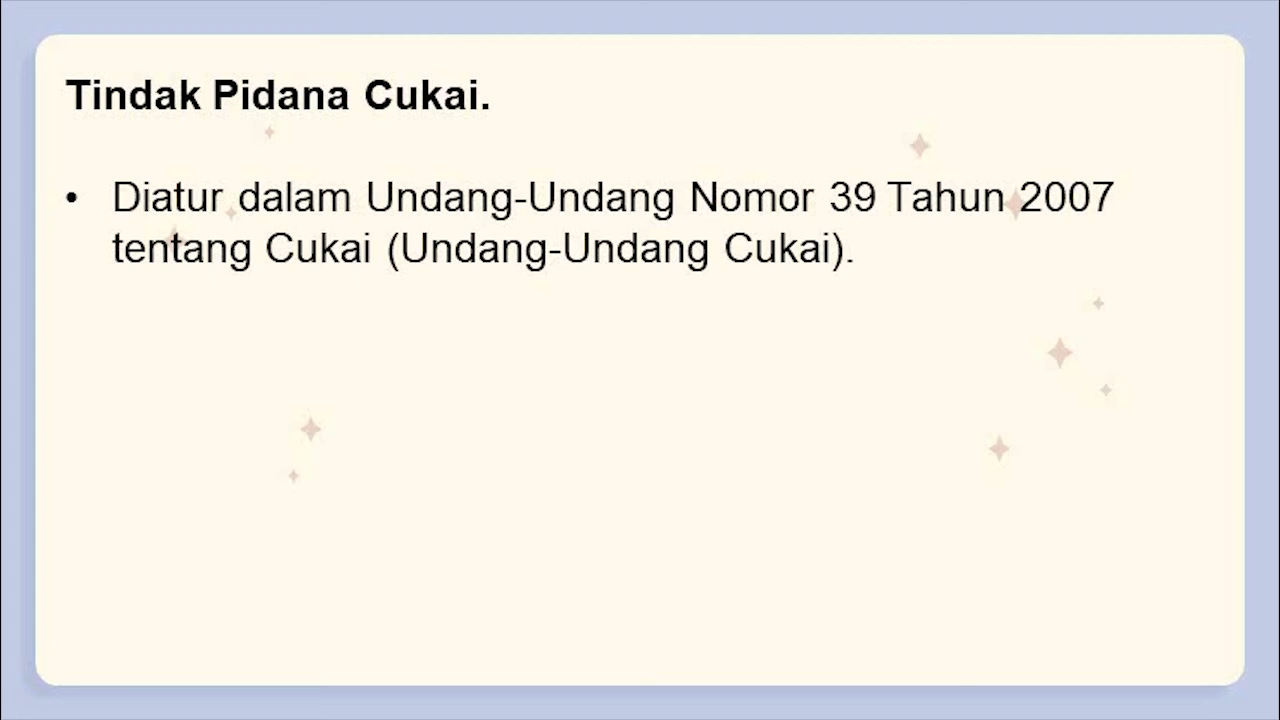 Tindak Pidana Cukai.
• Diatur dalam Undang-Undang Nomor 39 Tahun 2007
tentang Cukai (Undang-Undang Cukai).